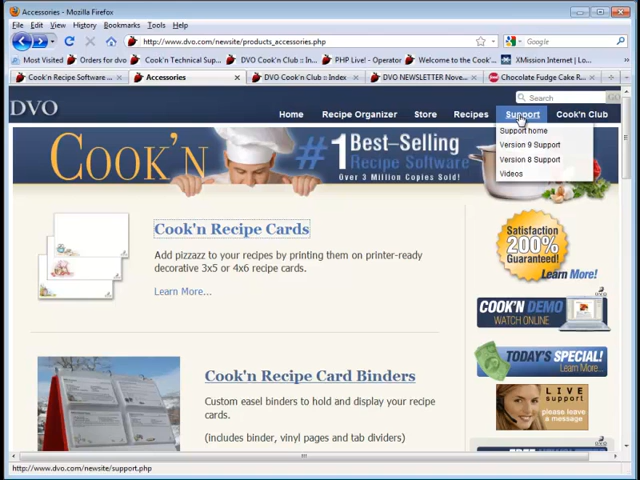 Accessories - Mozilla Firefox
File Edit View History Bookmarks Tools Help
http://www.dvo.com/newsite/products_accessories.php
Google
Most Visited Orders for dvo Cook'n Technical Sup... Cook'n Club :: In... PHP Live! - Operator Welcome to the Cook'... XMission Internet | Lo...
Cook'n Recipe Software ... Accessories DVO Cook'n Club :: Index DVO NEWSLETTER Nove... Chocolate Fudge Cake R...
Search GO
DVO
Home Recipe Organizer Store Recipes Support Cook'n Club
Support home
Version 9 Support
Version 8 Support
Videos
COOK'N #1 BEST-SELLING
Recipe Software
Over 3 Million Copies Sold!
Cook'n Recipe Cards
Add pizzazz to your recipes by printing them on printer-ready
decorative 3x5 or 4x6 recipe cards.
Learn More...
Satisfaction
200%
Guaranteed!
Learn More!
COOK'N DEMO
WATCH ONLINE
TODAY'S SPECIAL!
Learn More...
LIVE
support
please
leave a
message
Cook'n Recipe Card Binders
Custom easel binders to hold and display your recipe
cards.
(includes binder, vinyl pages and tab dividers)
http://www.dvo.com/newsite/support.php